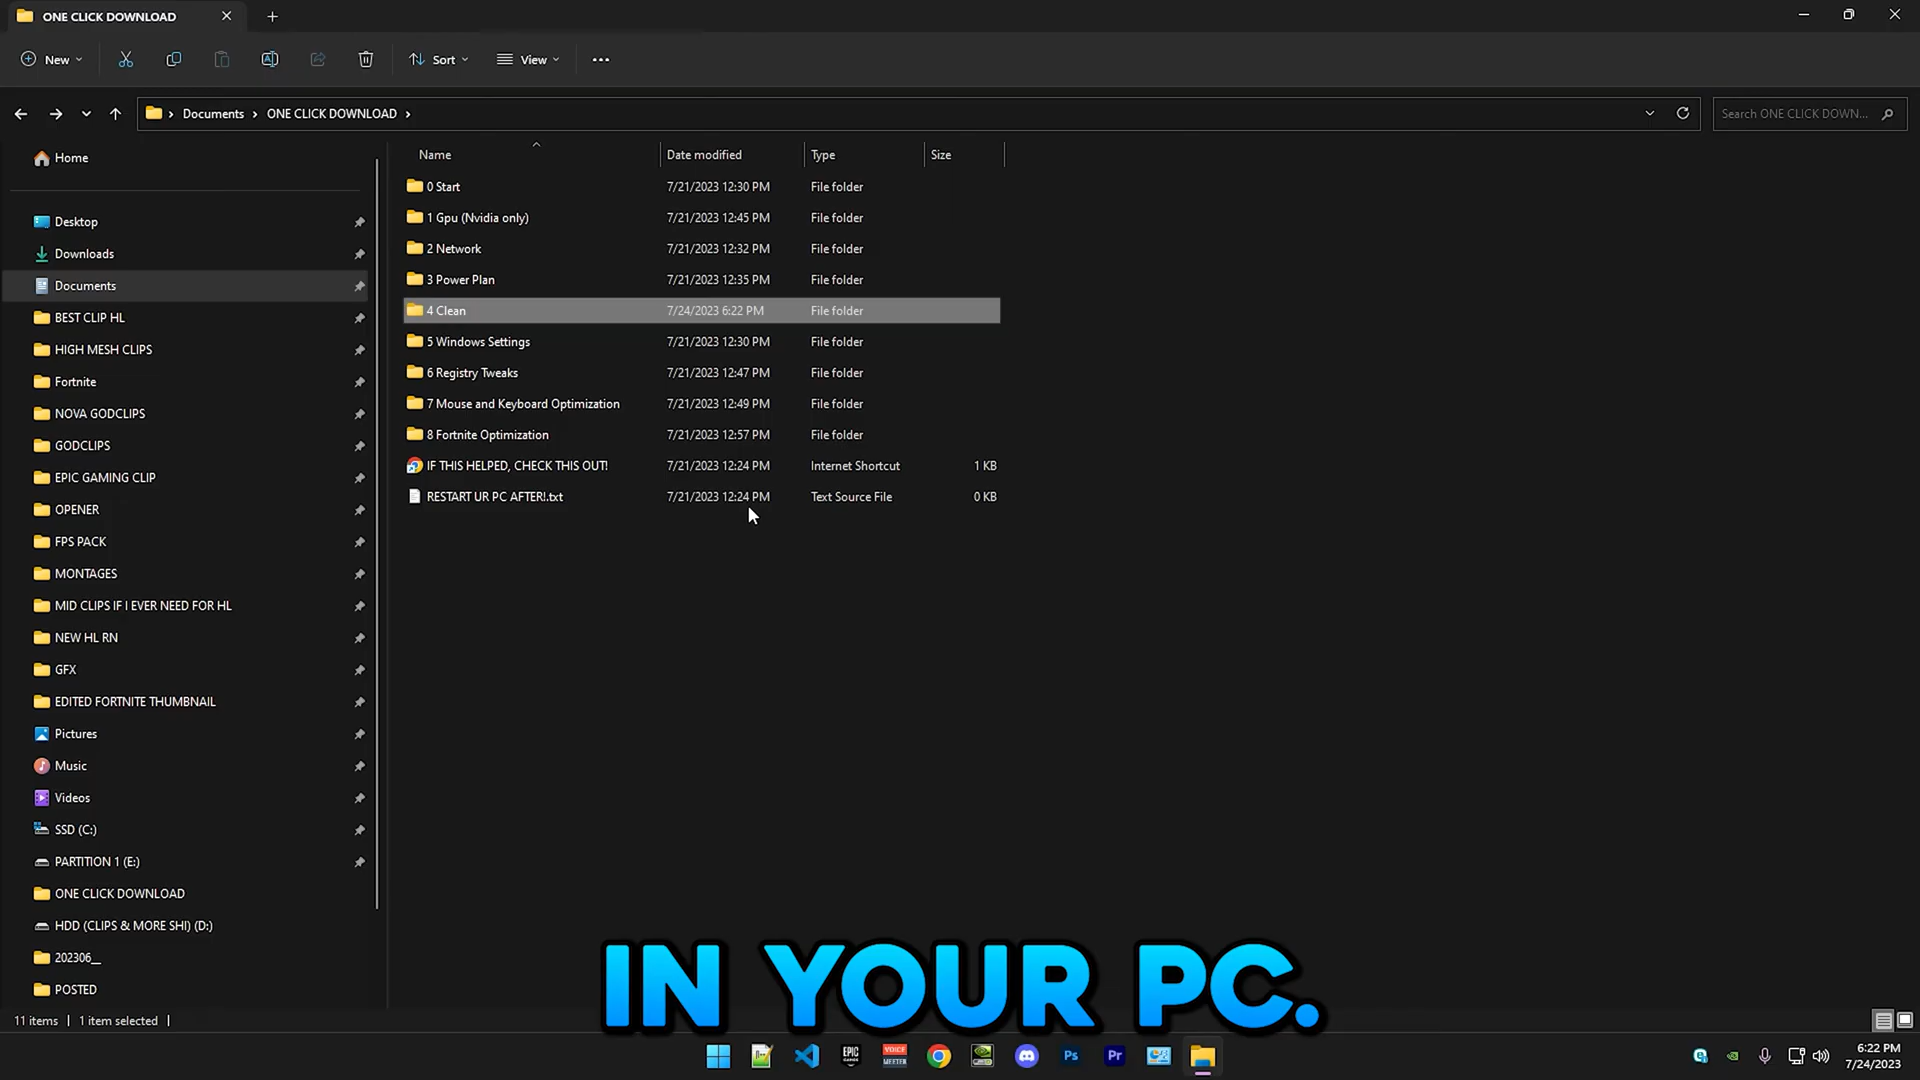 ONE CLICK DOWNLOAD
New
Sort
View
Documents
ONE CLICK DOWNLOAD
Search ONE CLICK DOWN...
Home
Desktop
Downloads
Documents
BEST CLIP HL
HIGH MESH CLIPS
Fortnite
NOVA GODCLIPS
GODCLIPS
EPIC GAMING CLIP
OPENER
FPS PACK
MONTAGES
MID CLIPS IF I EVER NEED FOR HL
NEW HL RN
GFX
EDITED FORTNITE THUMBNAIL
Pictures
Music
Videos
SSD (C:)
PARTITION 1 (E:)
ONE CLICK DOWNLOAD
HDD (CLIPS & MORE SHI) (D:)
202306__
POSTED
Name Date modified Type Size
0 Start 7/21/2023 12:30 PM File folder
1 Gpu (Nvidia only) 7/21/2023 12:45 PM File folder
2 Network 7/21/2023 12:32 PM File folder
3 Power Plan 7/21/2023 12:35 PM File folder
4 Clean 7/24/2023 6:22 PM File folder
5 Windows Settings 7/21/2023 12:30 PM File folder
6 Registry Tweaks 7/21/2023 12:47 PM File folder
7 Mouse and Keyboard Optimization 7/21/2023 12:49 PM File folder
8 Fortnite Optimization 7/21/2023 12:57 PM File folder
IF THIS HELPED, CHECK THIS OUT! 7/21/2023 12:24 PM Internet Shortcut 1 KB
RESTART UR PC AFTER!.txt 7/21/2023 12:24 PM Text Source File 0 KB
IN YOUR PC.
11 items 1 item selected
EPIC GAMES
VOICE MEETER
Ps
Pr
6:22 PM
7/24/2023